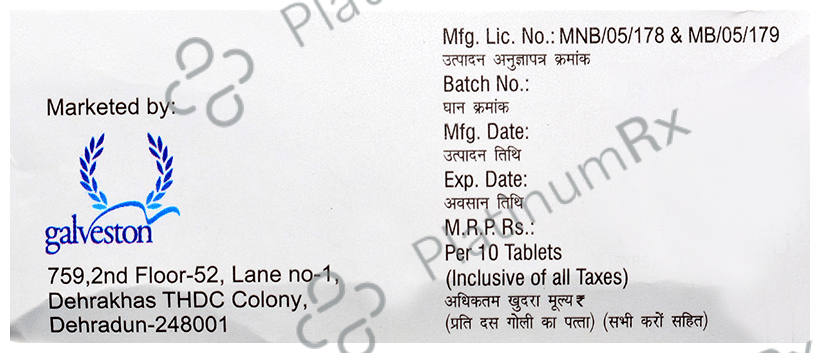 Marketed by:
galveston
759,2nd Floor-52, Lane no-1,
Dehrakhas THDC Colony,
Dehradun-248001
Mfg. Lic. No.: MNB/05/178 & MB/05/179
उत्पादन अनुज्ञापत्र क्रमांक
Batch No.:
घान क्रमांक
Mfg. Date:
उत्पादन तिथि
Exp. Date:
अवसान तिथि
M.R.P. Rs.:
Per 10 Tablets
(Inclusive of all Taxes)
अधिकतम खुदरा मूल्य ₹
(प्रति दस गोली का पत्ता) (सभी करों सहित)
PlatinumRx
PlatinumRx